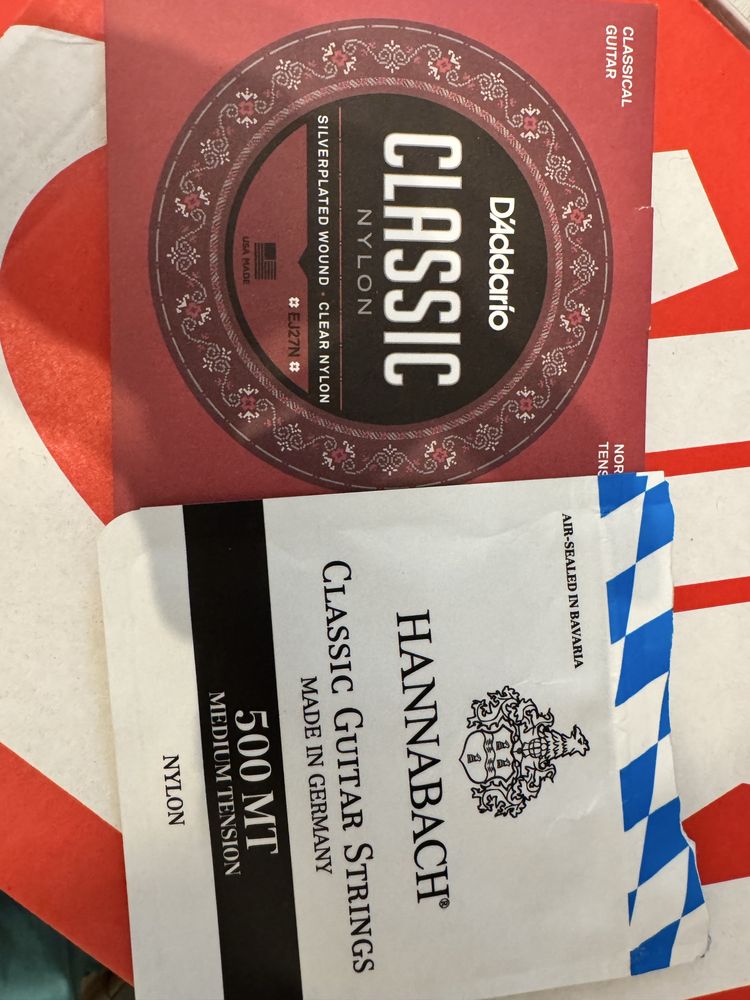 CLASSICAL
GUITAR
D'Addario
CLASSIC
NYLON
SILVERPLATED WOUND · CLEAR NYLON
EJ27N
USA MADE
AIR-SEALED IN BAVARIA
HANNABACH®
CLASSIC GUITAR STRINGS
MADE IN GERMANY
500 MT
MEDIUM TENSION
NYLON